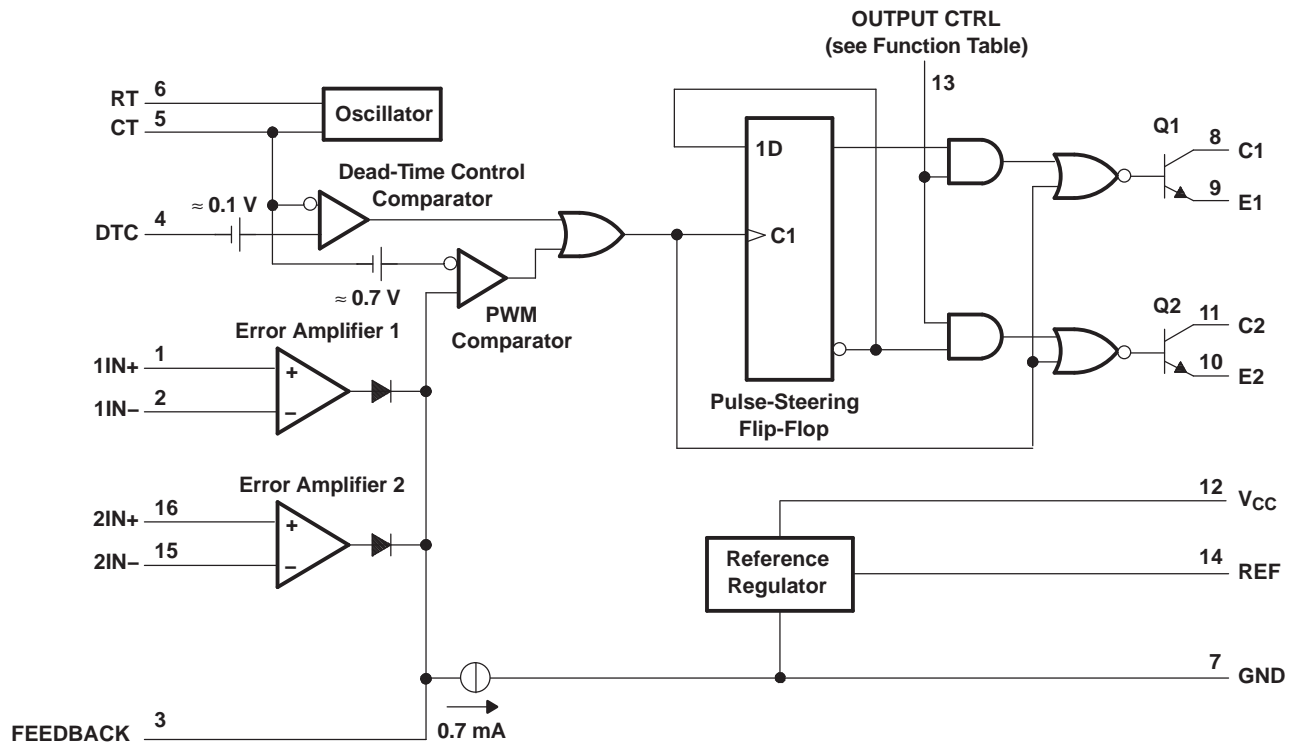 OUTPUT CTRL
(see Function Table)
13
RT 6
CT 5
Oscillator
Dead-Time Control
Comparator
≈ 0.1 V
DTC 4
≈ 0.7 V
PWM
Comparator
1D
C1
Pulse-Steering
Flip-Flop
Q1
8 C1
9 E1
Q2
11 C2
10 E2
Error Amplifier 1
1IN+ 1
1IN− 2
+
−
Error Amplifier 2
2IN+ 16
2IN− 15
+
−
12 VCC
Reference
Regulator
14 REF
7 GND
0.7 mA
FEEDBACK 3